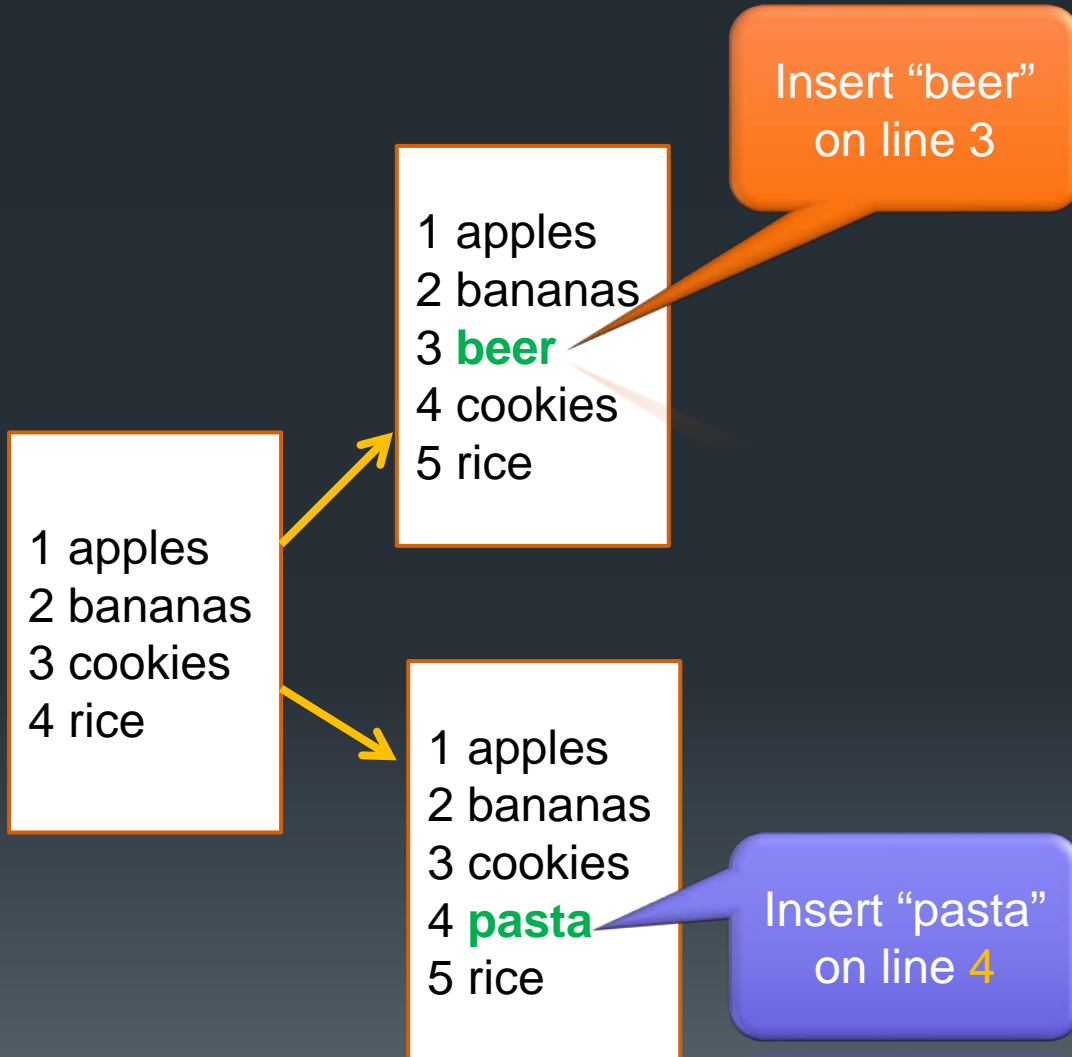 Insert “beer”
on line 3
1 apples
2 bananas
3 beer
4 cookies
5 rice
1 apples
2 bananas
3 cookies
4 rice
1 apples
2 bananas
3 cookies
4 pasta
5 rice
Insert “pasta”
on line 4